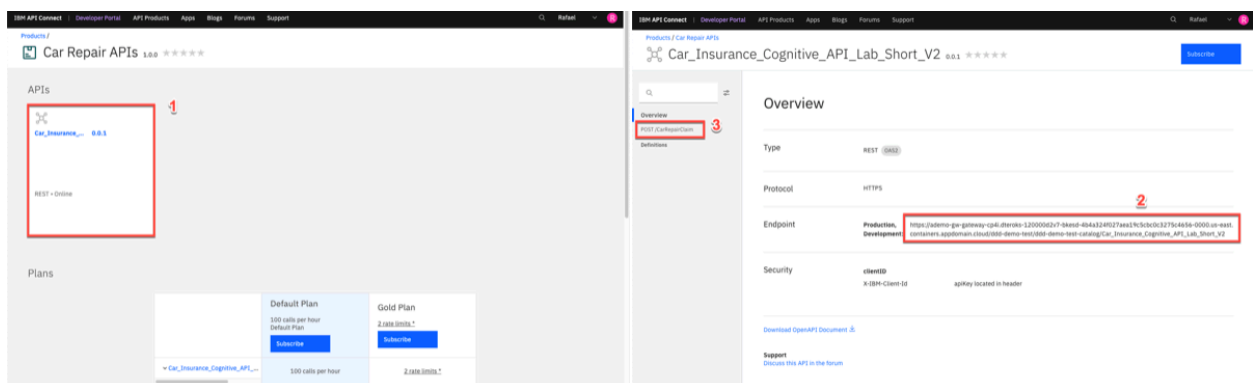 IBM API Connect | Developer Portal API Products Apps Blogs Forums Support Rafael R
Products /
Car Repair APIs 1.0.0 ★★★★★
APIs
1
Car_Insurance_... 0.0.1
REST • Online
Plans
Default Plan
100 calls per hour
Default Plan
Subscribe
Gold Plan
2 rate limits *
Subscribe
Car_Insurance_Cognitive_API_... 100 calls per hour 2 rate limits *
IBM API Connect | Developer Portal API Products Apps Blogs Forums Support Rafael R
Products / Car Repair APIs
Car_Insurance_Cognitive_API_Lab_Short_V2 0.0.1 ★★★★★
Subscribe
Overview
POST /CarRepairClaim 3
Definitions
Overview
Type REST OAS2
Protocol HTTPS
2
Endpoint
Production,
Development:
containers.appdomain.cloud/ddd-demo-test/ddd-demo-test-catalog/Car_Insurance_Cognitive_API_Lab_Short_V2
Security
clientID
X-IBM-Client-Id apiKey located in header
Download OpenAPI Document
Support
Discuss this API in the forum